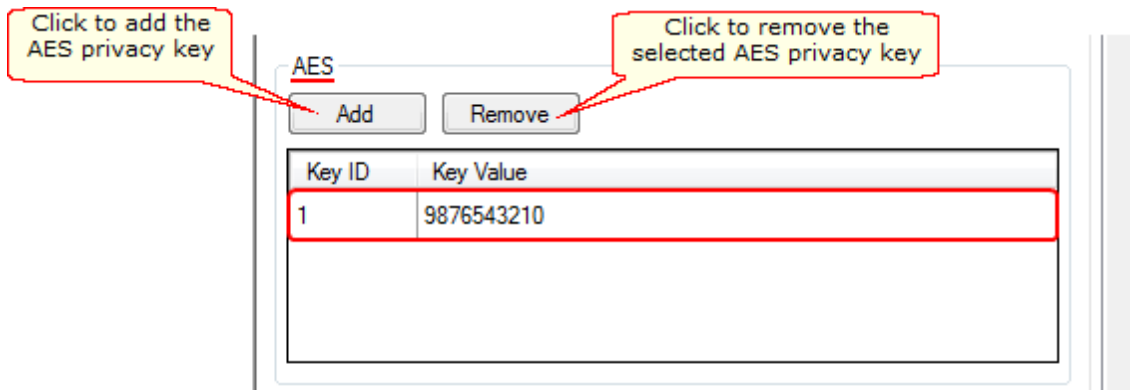 Click to add the
AES privacy key
Click to remove the
selected AES privacy key
AES
Add
Remove
Key ID
Key Value
1
9876543210